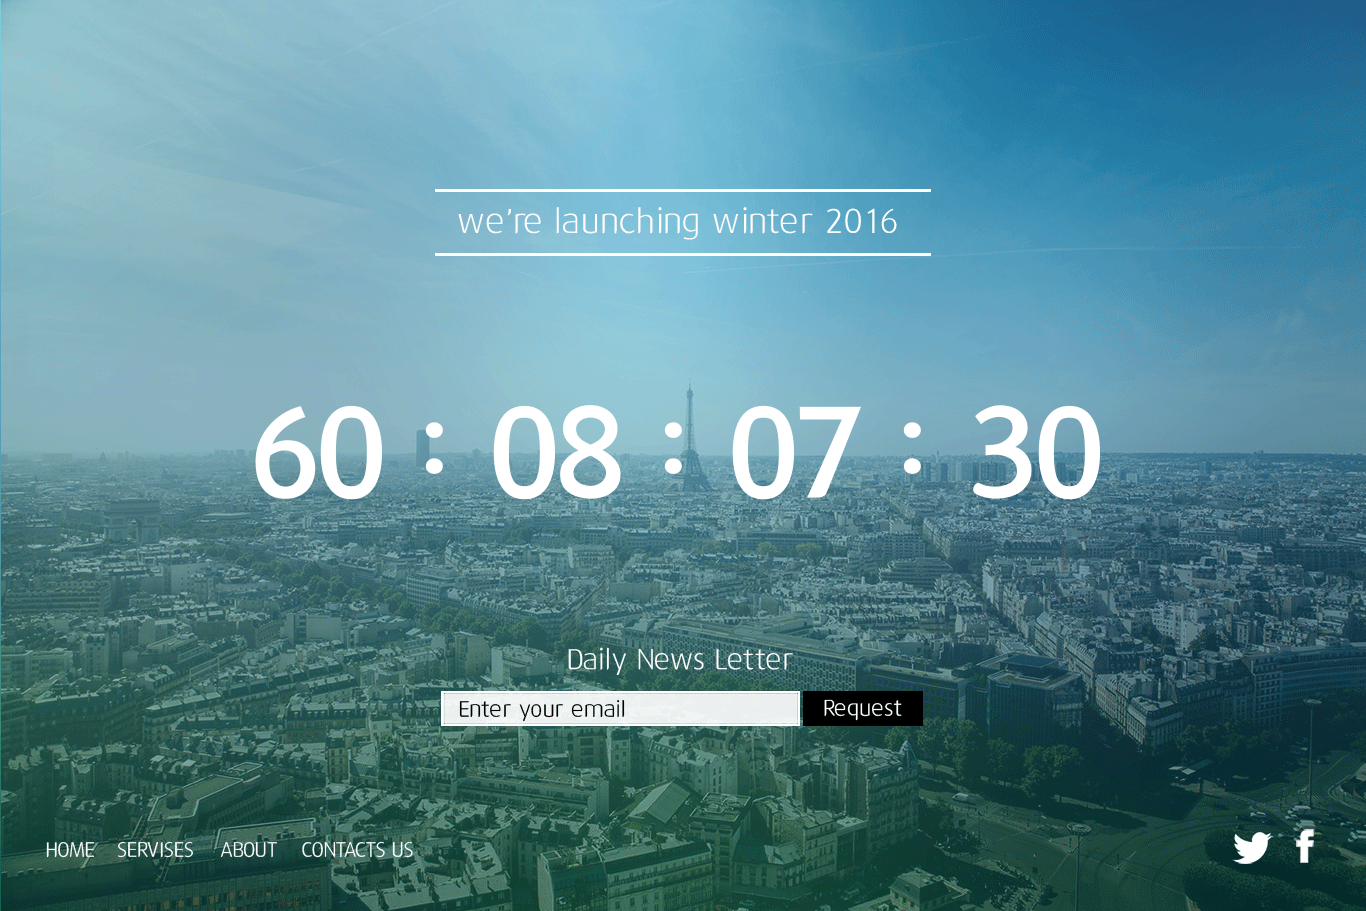 we're launching winter 2016
60 : 08 : 07 : 30
Daily News Letter
Enter your email
Request
HOME SERVISES ABOUT CONTACTS US